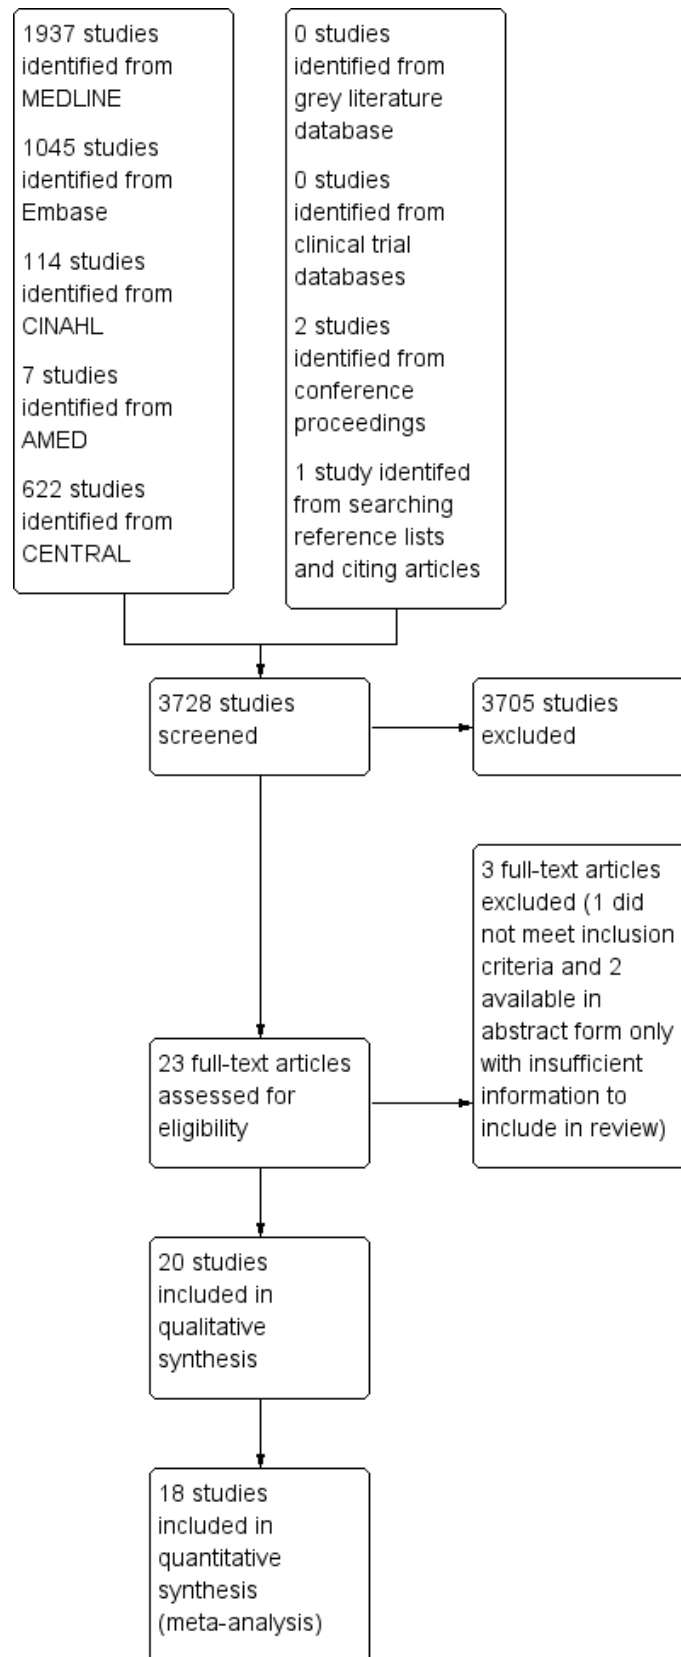 1937 studies
identified from
MEDLINE
1045 studies
identified from
Embase
114 studies
identified from
CINAHL
7 studies
identified from
AMED
622 studies
identified from
CENTRAL
0 studies
identified from
grey literature
database
0 studies
identified from
clinical trial
databases
2 studies
identified from
conference
proceedings
1 study identifed
from searching
reference lists
and citing articles
3728 studies
screened
3705 studies
excluded
3 full-text articles
excluded (1 did
not meet inclusion
criteria and 2
available in
abstract form only
with insufficient
information to
include in review)
23 full-text articles
assessed for
eligibility
20 studies
included in
qualitative
synthesis
18 studies
included in
quantitative
synthesis
(meta-analysis)